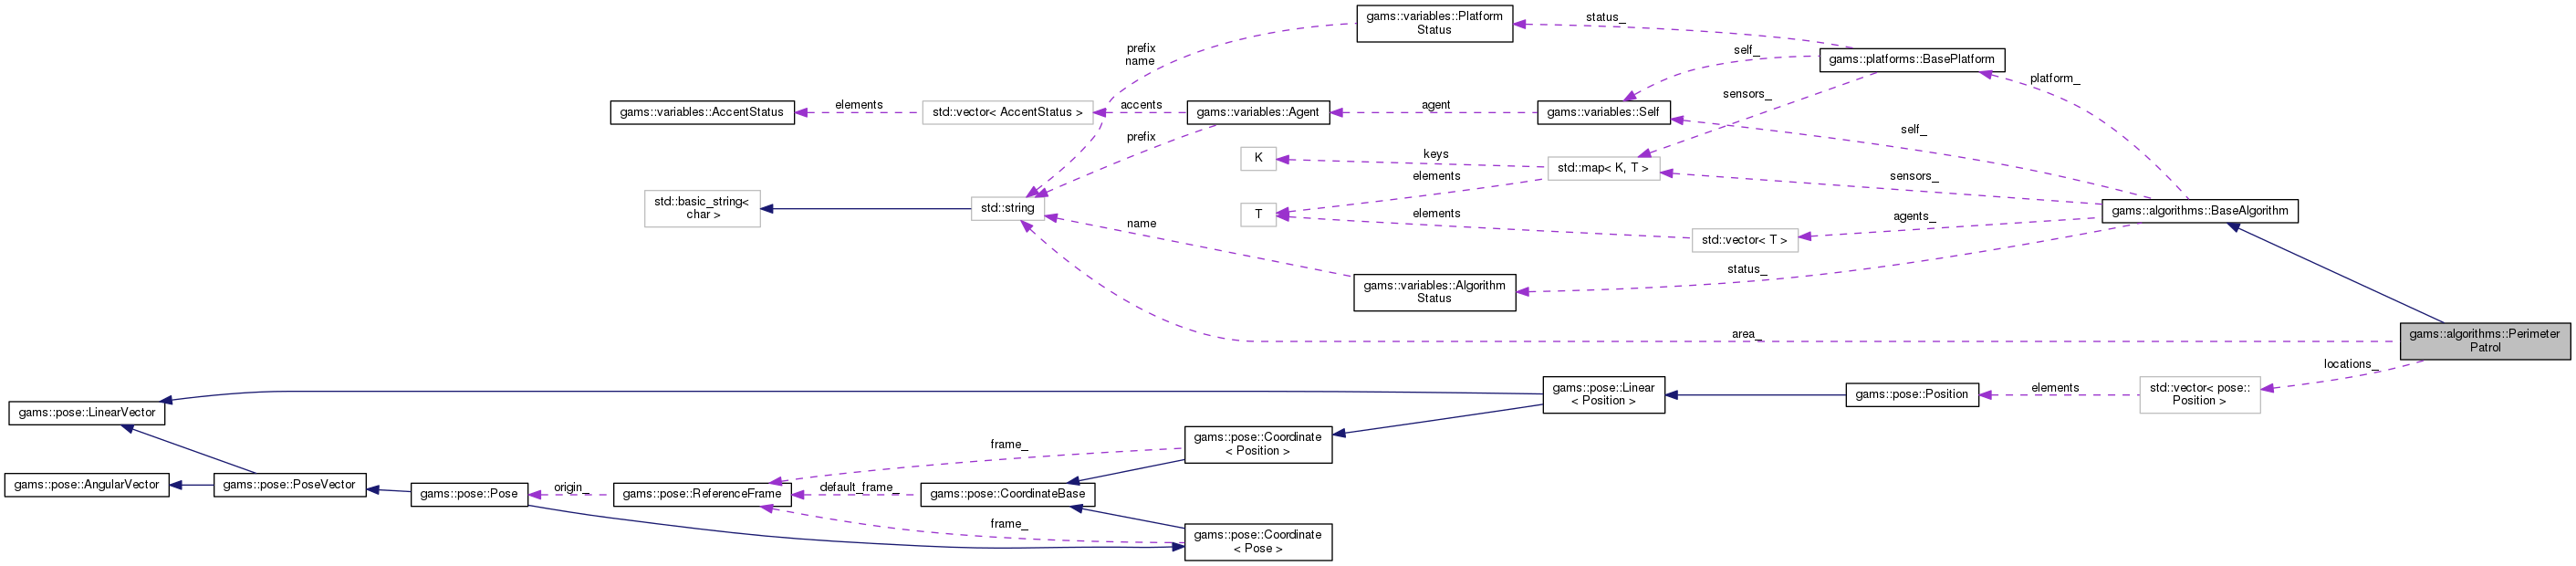 gams::variables::Platform
Status
status_
prefix
name
self_
gams::platforms::BasePlatform
platform_
sensors_
gams::variables::AccentStatus
elements
std::vector< AccentStatus >
accents
gams::variables::Agent
agent
gams::variables::Self
prefix
self_
K
keys
std::map< K, T >
elements
sensors_
std::basic_string<
char >
std::string
T
elements
agents_
gams::algorithms::BaseAlgorithm
name
std::vector< T >
status_
gams::variables::Algorithm
Status
area_
gams::algorithms::Perimeter
Patrol
locations_
gams::pose::LinearVector
gams::pose::Linear
< Position >
gams::pose::Position
elements
std::vector< pose::
Position >
frame_
gams::pose::Coordinate
< Position >
gams::pose::AngularVector
gams::pose::PoseVector
gams::pose::Pose
origin_
gams::pose::ReferenceFrame
default_frame_
gams::pose::CoordinateBase
frame_
gams::pose::Coordinate
< Pose >